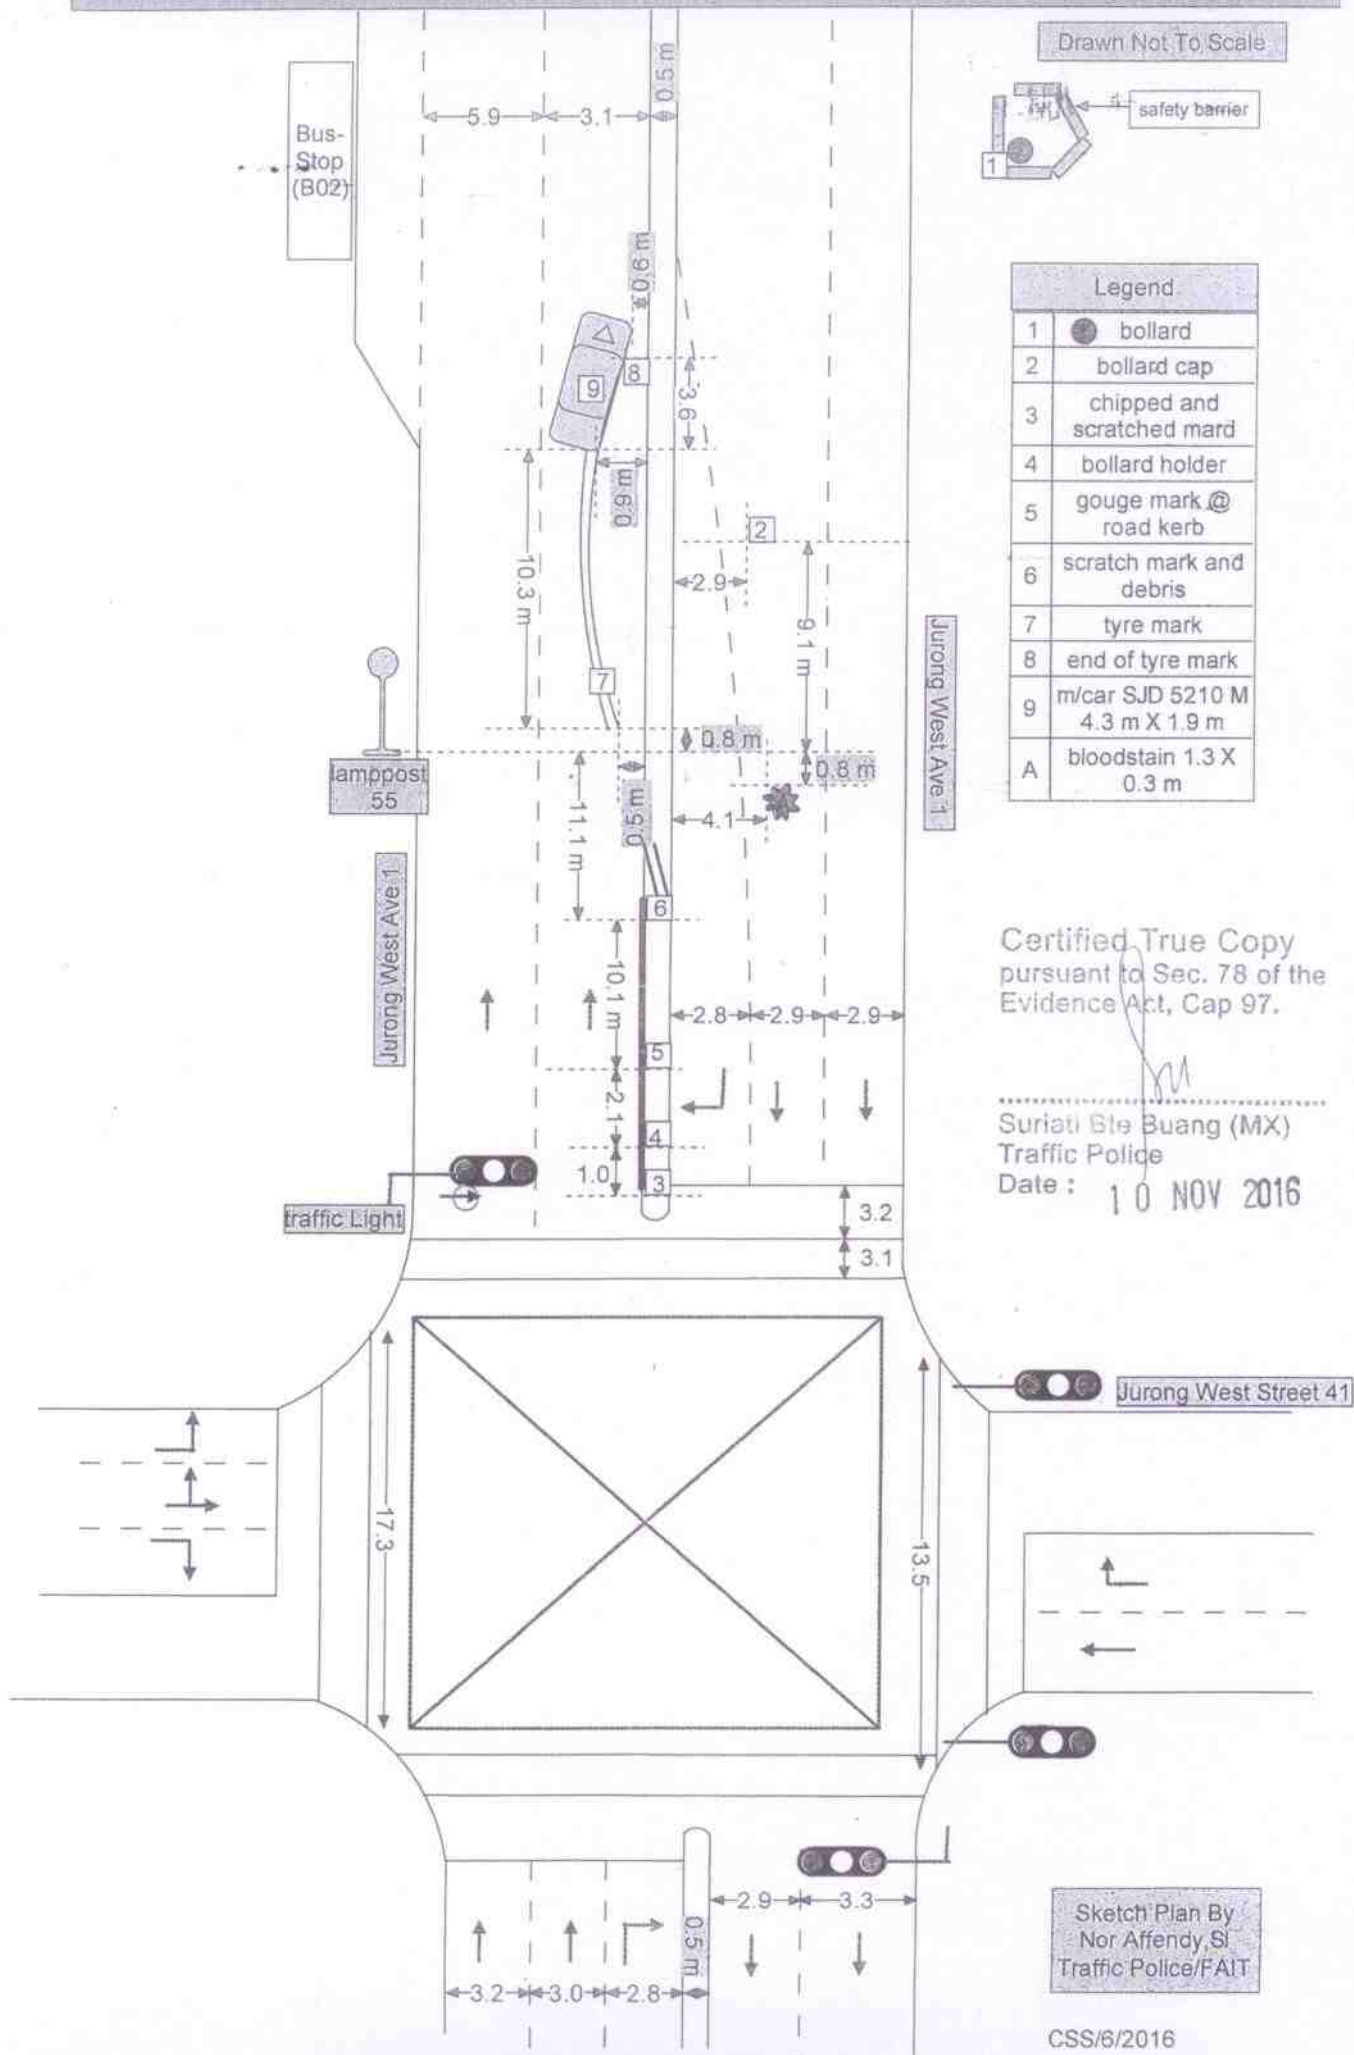 Drawn Not To Scale
safety barrier
1
Bus-
Stop
(B02)
5.9
3.1
0.5 m
0.6 m
8
9
3.6
0.9 m
10.3 m
2
2.9
9.1 m
7
0.8 m
0.8 m
lamppost
55
0.5 m
11.1 m
4.1
A
Jurong West Ave 1
Jurong West Ave 1
Legend
1 bollard
2 bollard cap
3 chipped and
scratched mard
4 bollard holder
5 gouge mark @
road kerb
6 scratch mark and
debris
7 tyre mark
8 end of tyre mark
9 m/car SJD 5210 M
4.3 m X 1.9 m
A bloodstain 1.3 X
0.3 m
6
10.1 m
2.8
2.9
2.9
5
2.1
4
1.0
3
traffic Light
3.2
3.1
Certified True Copy
pursuant to Sec. 78 of the
Evidence Act, Cap 97.
Suriati Bte Buang (MX)
Traffic Police
Date : 10 NOV 2016
Jurong West Street 41
17.3
13.5
2.9
3.3
0.5 m
3.2
3.0
2.8
Sketch Plan By
Nor Affendy,SI
Traffic Police/FAIT
CSS/6/2016